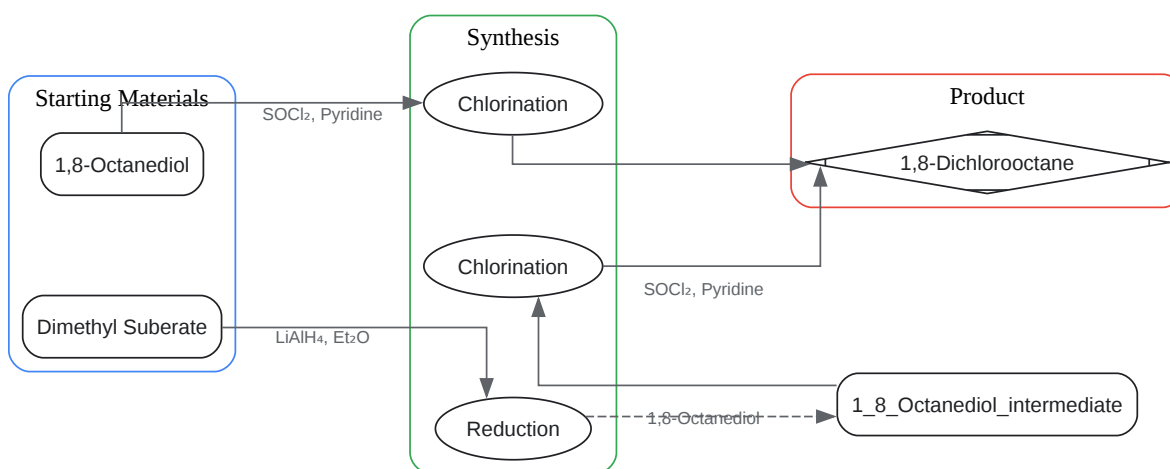 Synthesis
Starting Materials
Product
SOCl₂, Pyridine
Chlorination
1,8-Octanediol
1,8-Dichlorooctane
Chlorination
SOCl₂, Pyridine
Dimethyl Suberate
LiAlH₄, Et₂O
1_8_Octanediol_intermediate
1,8-Octanediol
Reduction